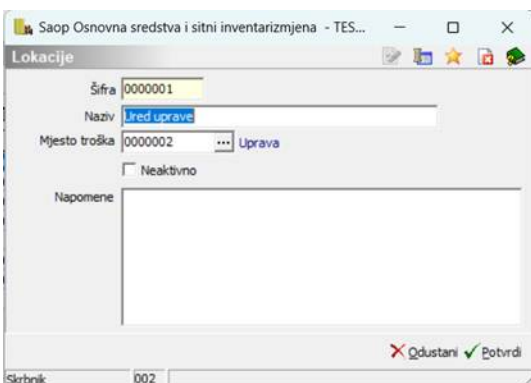 Saop Osnovna sredstva i sitni inventarizmjena - TES...
Lokacije
Šifra 0000001
Naziv Ured uprave
Mjesto troška 0000002 ... Uprava
Neaktivno
Napomene
Odustani Potvrdi
Skrbnik 002